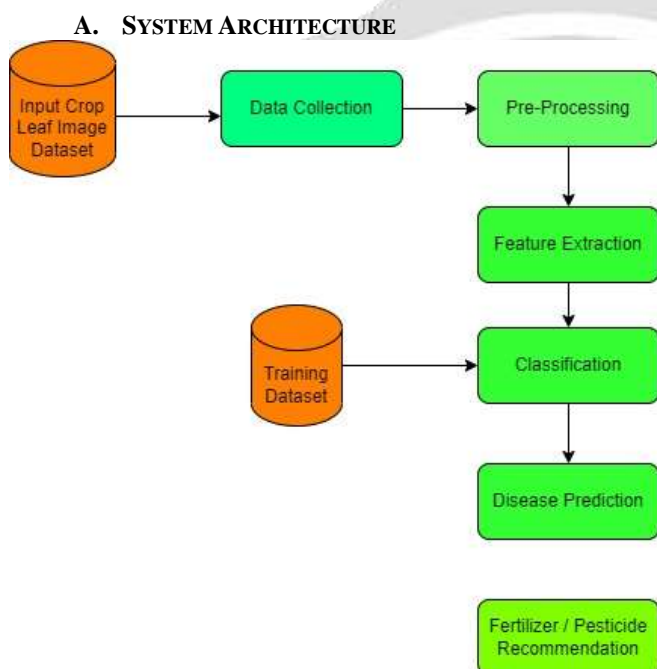 A. SYSTEM ARCHITECTURE
Input Crop
Leaf Image
Dataset
Data Collection
Pre-Processing
Feature Extraction
Training
Dataset
Classification
Disease Prediction
Fertilizer / Pesticide
Recommendation